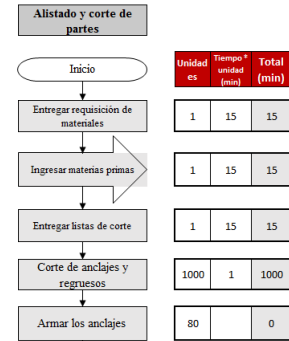 Alistado y corte de
partes
Unidad
es
Tiempo *
unidad
(min)
Total
(min)
Inicio
Entregar requisición de
materiales
1 15 15
Ingresar materias primas
1 15 15
Entregar listas de corte
1 15 15
Corte de anclajes y
regruesos
1000 1 1000
Armar los anclajes
80 0